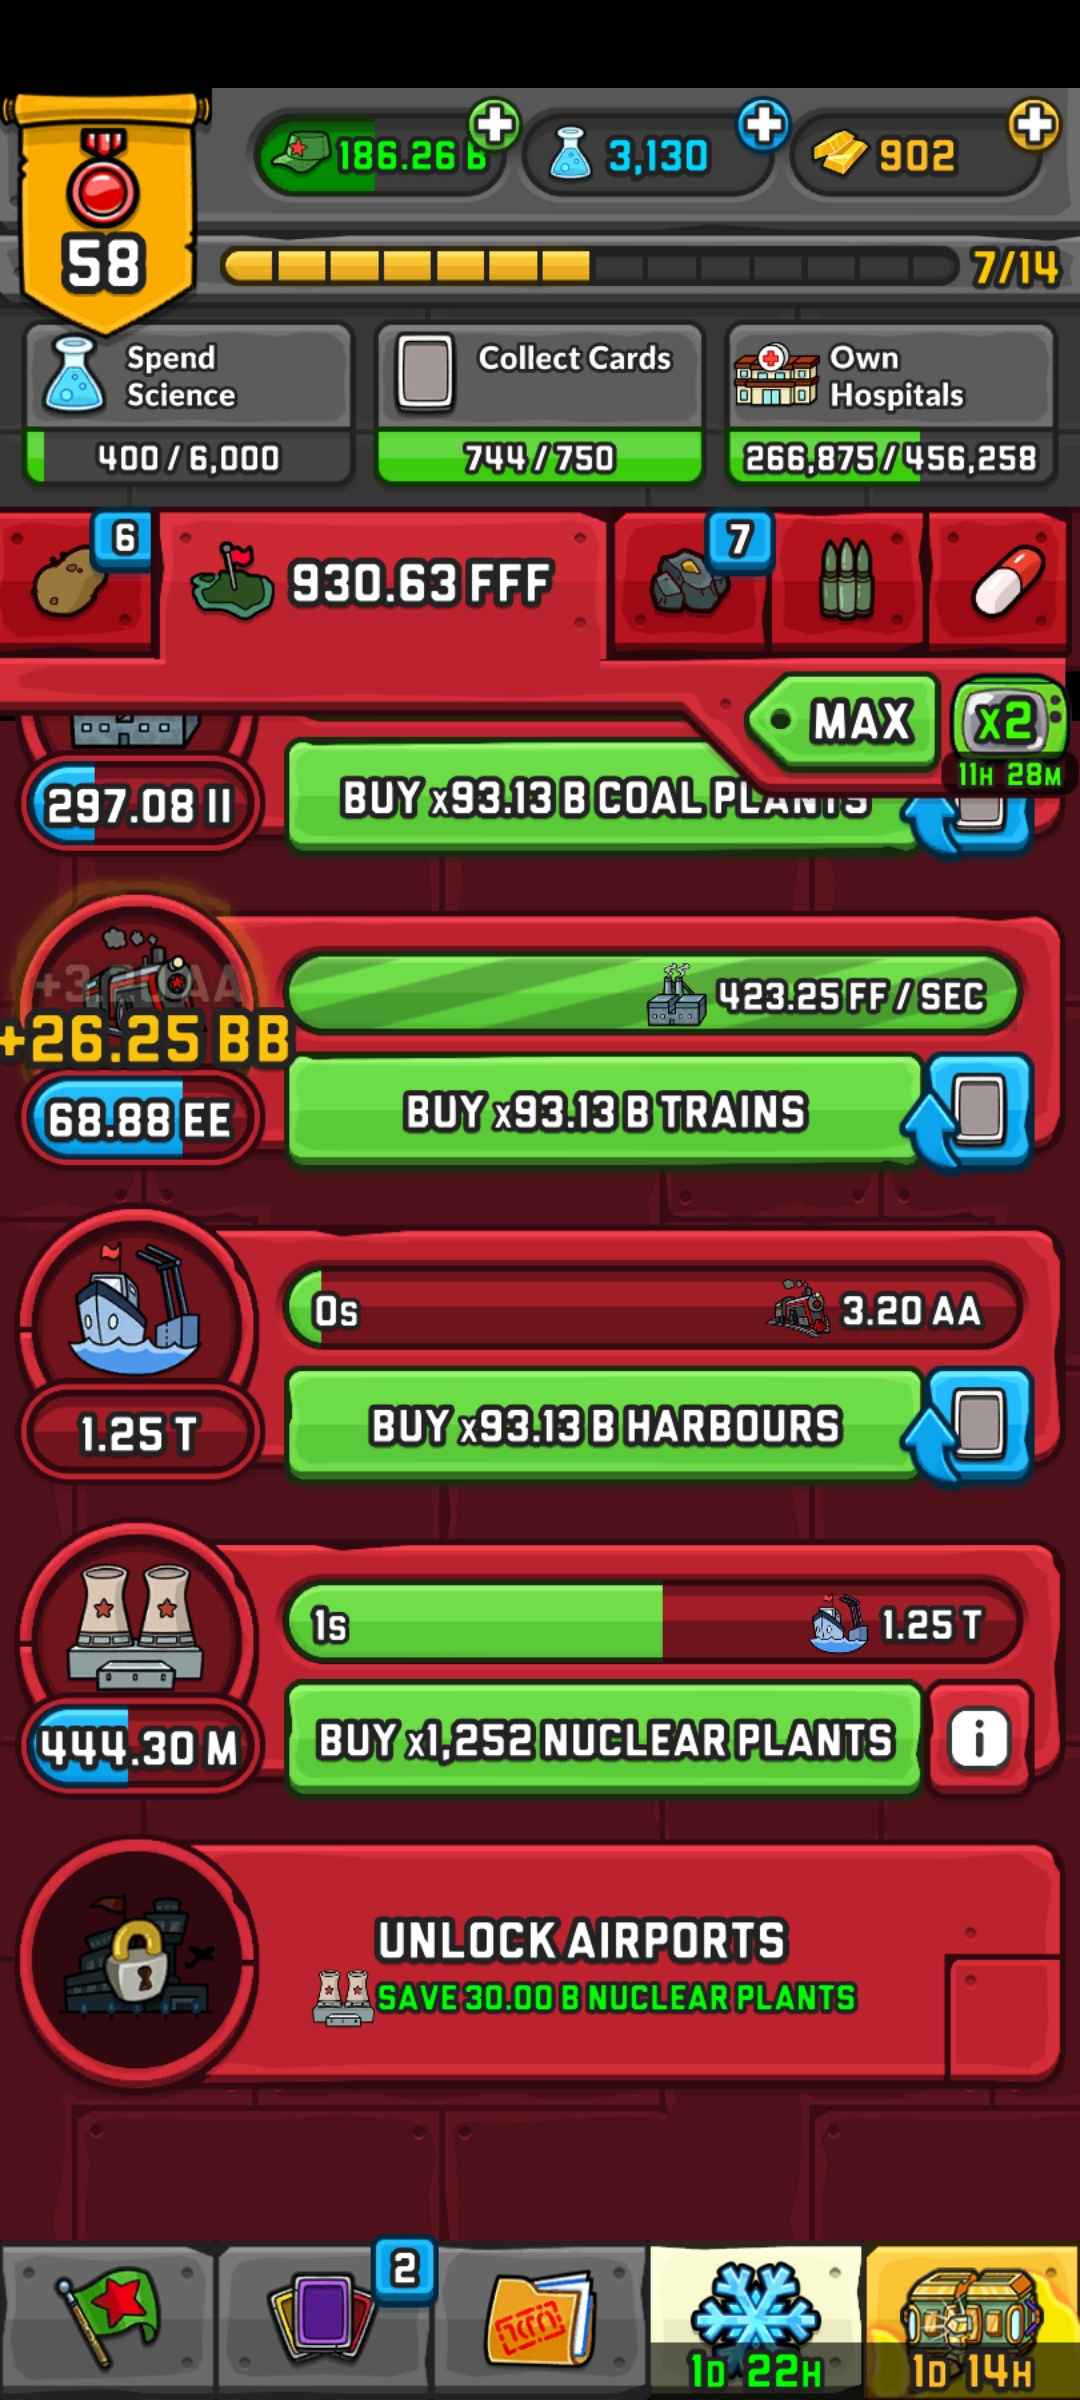 186.26 B
3,130
902
58
7/14
Spend
Science
400 / 6,000
Collect Cards
744 / 750
Own
Hospitals
266,875 / 456,258
6
930.63 FFF
7
MAX
x2
11H 28M
297.08 II
BUY x93.13 B COAL PLANTS
+3.20 AA
+26.25 BB
423.25 FF / SEC
68.88 EE
BUY x93.13 B TRAINS
0s
3.20 AA
1.25 T
BUY x93.13 B HARBOURS
1s
1.25 T
444.30 M
BUY x1,252 NUCLEAR PLANTS
i
UNLOCK AIRPORTS
SAVE 30.00 B NUCLEAR PLANTS
2
1D 22H
1D 14H